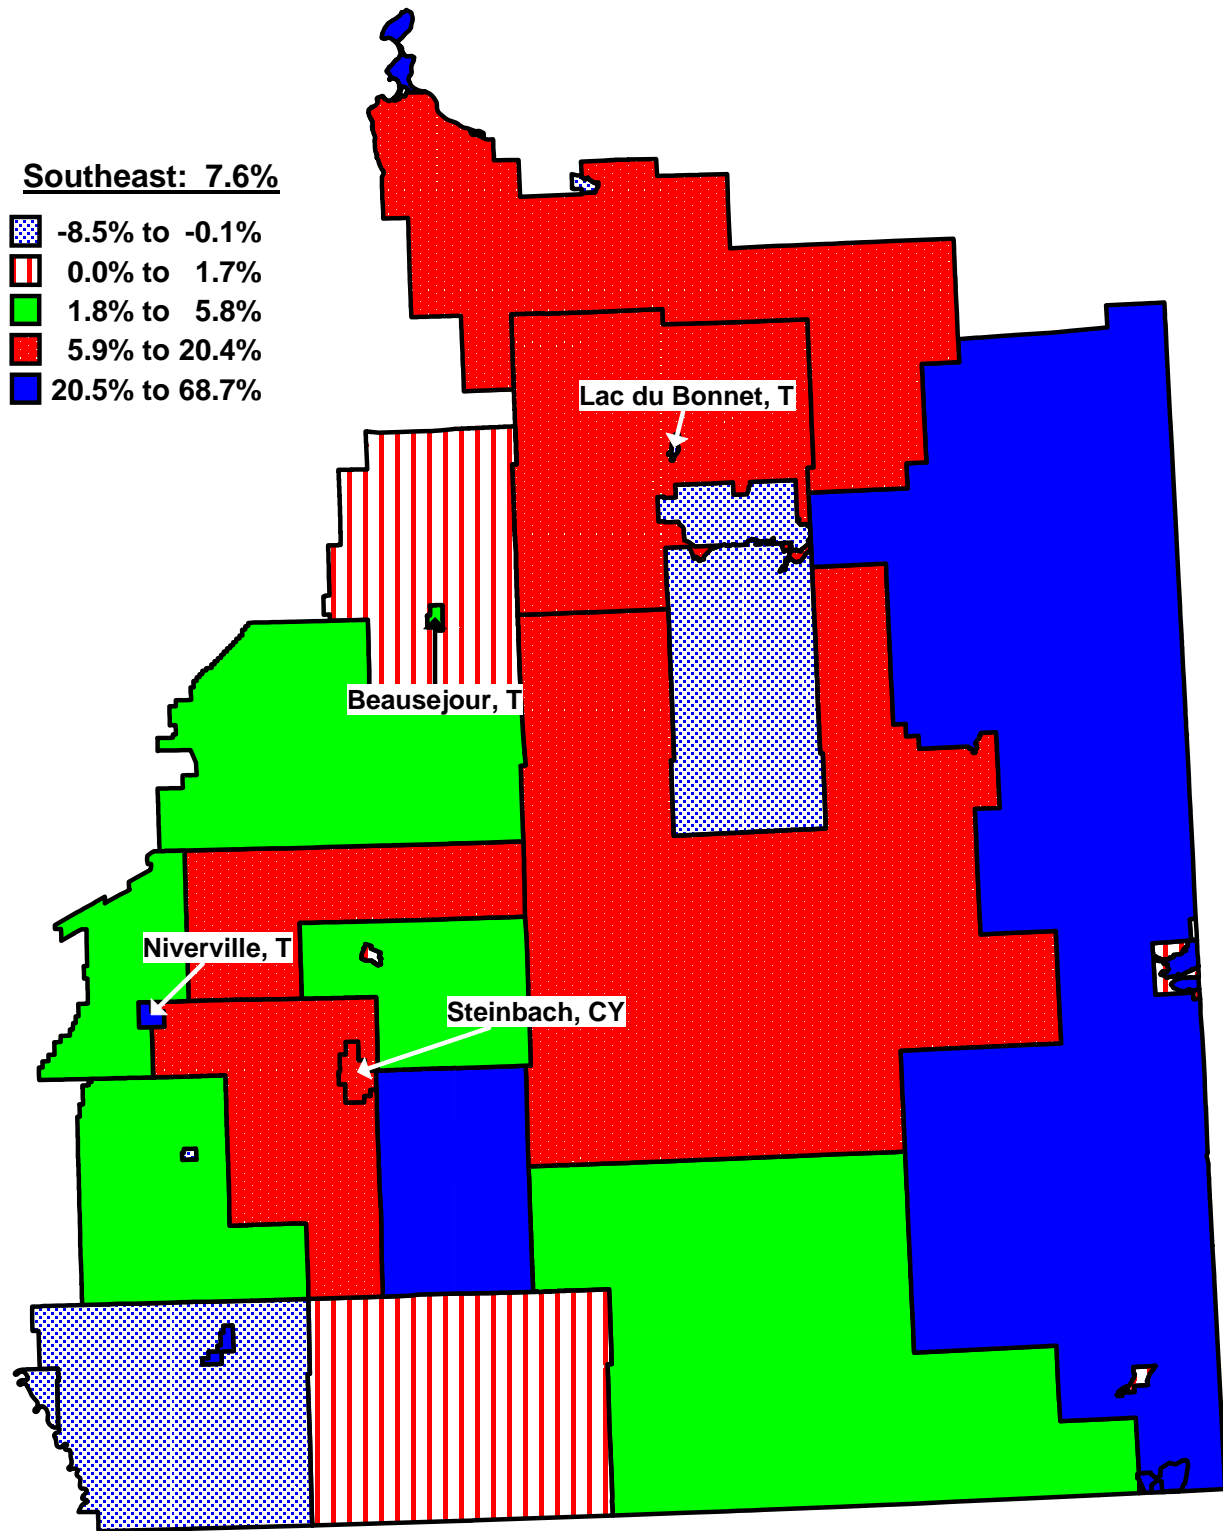 Southeast: 7.6%
-8.5% to -0.1%
0.0% to 1.7%
1.8% to 5.8%
5.9% to 20.4%
20.5% to 68.7%
Lac du Bonnet, T
Beausejour, T
Niverville, T
Steinbach, CY